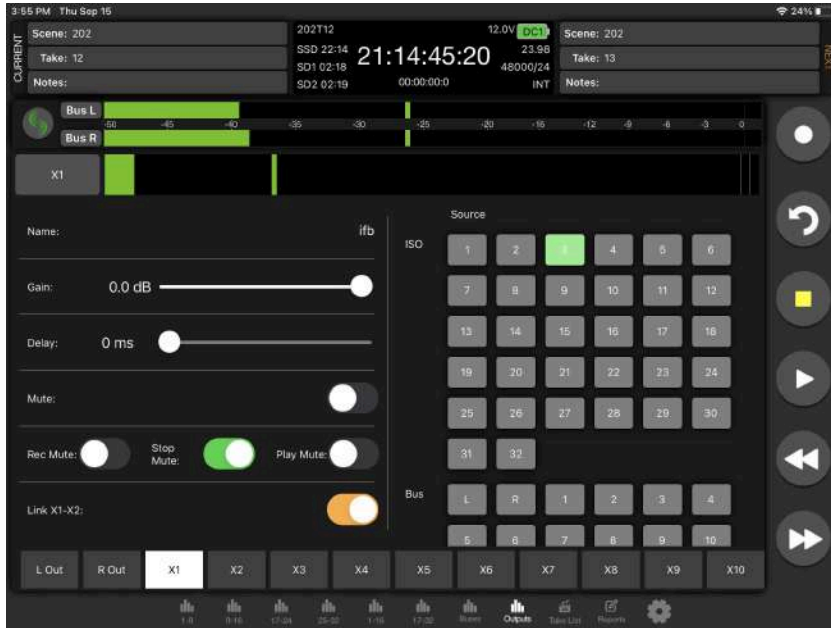 3:55 PM Thu Sep 15
24%
CURRENT
Scene: 202
Take: 12
Notes:
202T12
SSD 22:14
SD1 02:18
SD2 02:19
21:14:45:20
00:00:00:0
12.0V DC1
23.98
48000/24
INT
Scene: 202
Take: 13
Notes:
NEXT
Bus L
-50 -45 -40 -35 -30 -25 -20 -16 -12 -9 -6 -3 0
Bus R
X1
Name: ifb
Gain: 0.0 dB
Delay: 0 ms
Mute:
Rec Mute: Stop Mute: Play Mute:
Link X1-X2:
Source
ISO
1 2 3 4 5 6
7 8 9 10 11 12
13 14 15 16 17 18
19 20 21 22 23 24
25 26 27 28 29 30
31 32
Bus
L R 1 2 3 4
5 6 7 8 9 10
L Out R Out X1 X2 X3 X4 X5 X6 X7 X8 X9 X10
1-8 9-16 17-24 25-32 1-16 17-32 Buses Outputs Take List Reports